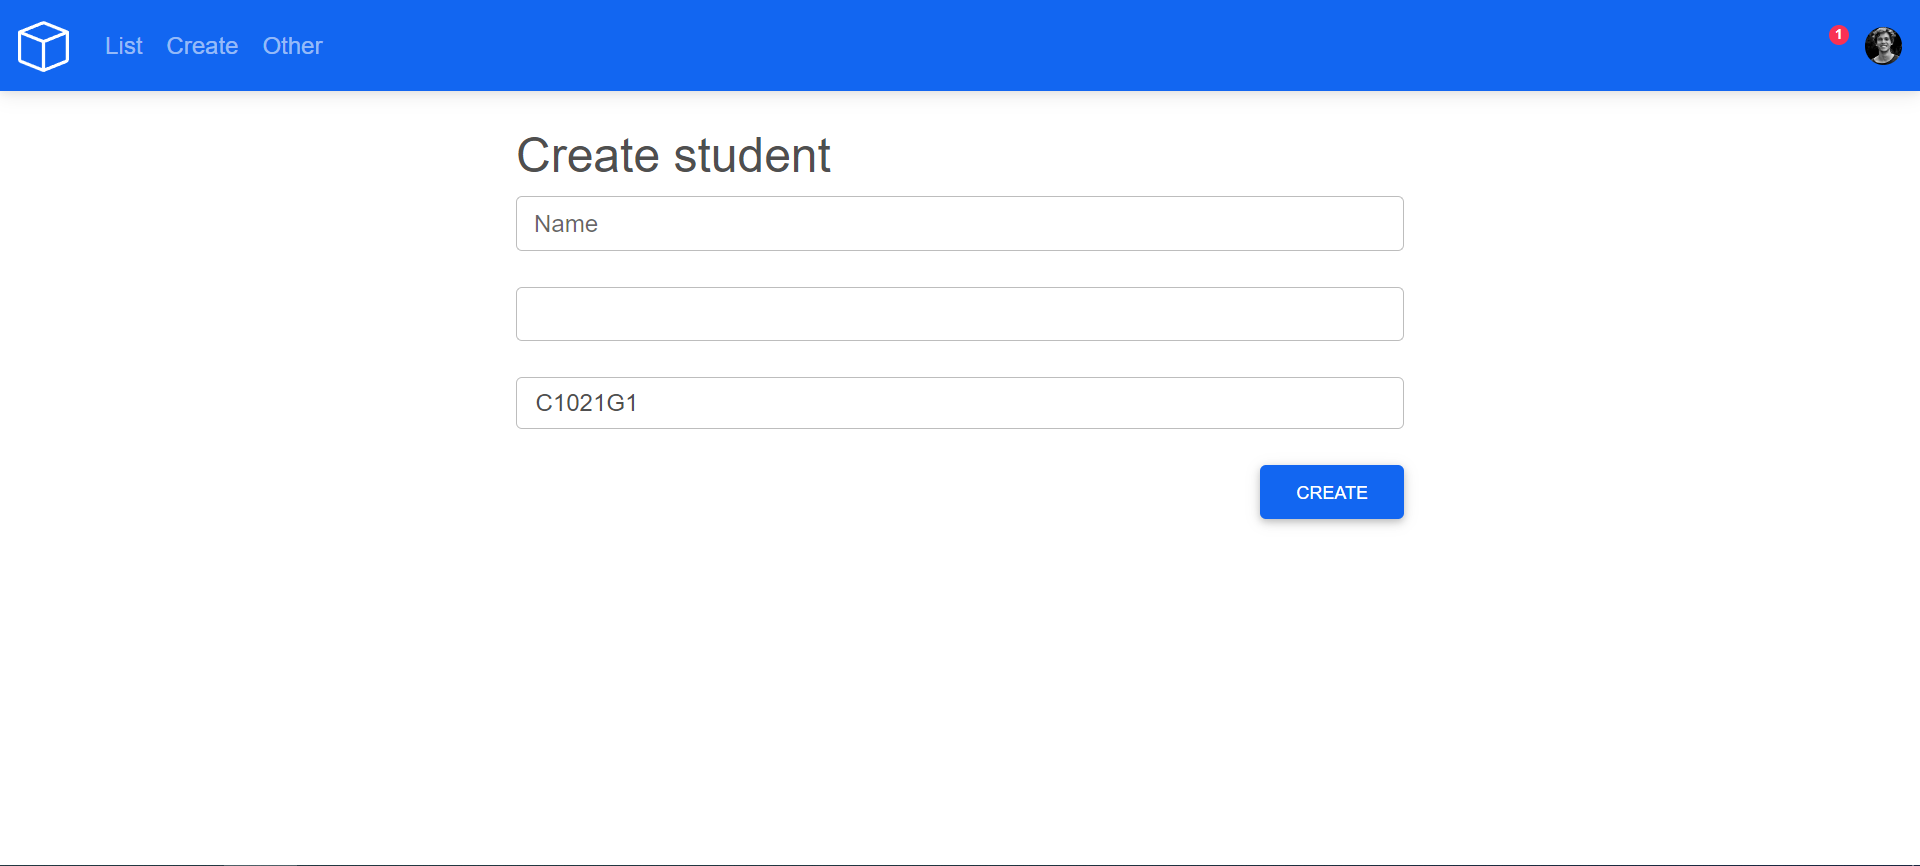 List Create Other 1
Create student
Name
C1021G1
CREATE